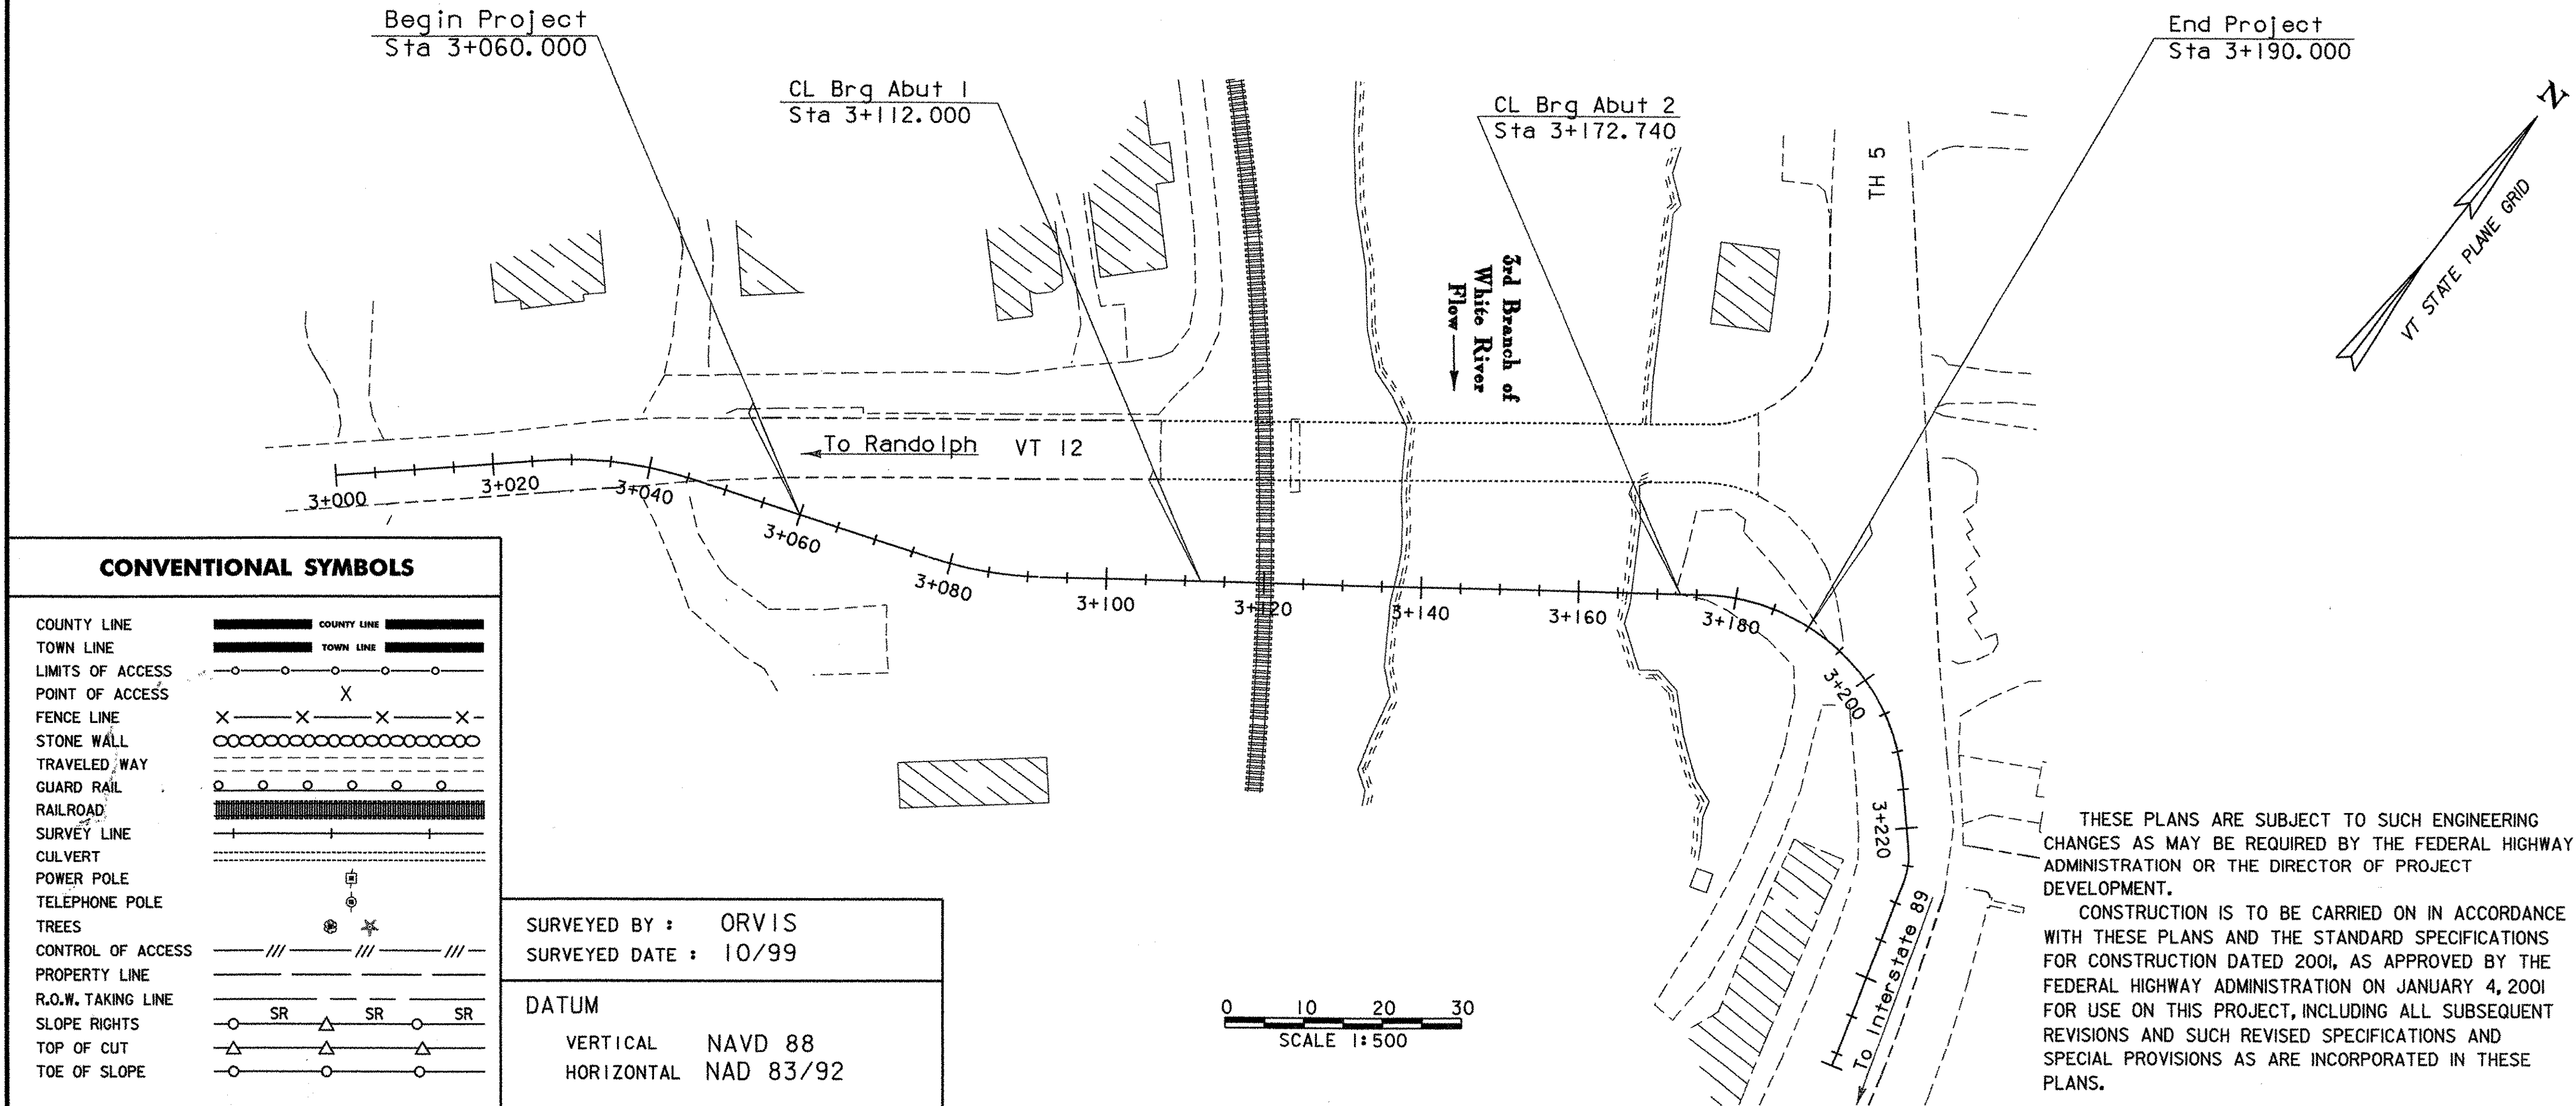 Begin Project
Sta 3+060.000
CL Brg Abut 1
Sta 3+112.000
CL Brg Abut 2
Sta 3+172.740
End Project
Sta 3+190.000
N
VT STATE PLANE GRID
TH 5
3rd Branch of
White River
Flow
To Randolph VT 12
3+000
3+020
3+040
3+060
3+080
3+100
3+120
3+140
3+160
3+180
3+200
3+220
To Interstate 89
CONVENTIONAL SYMBOLS
COUNTY LINE COUNTY LINE
TOWN LINE TOWN LINE
LIMITS OF ACCESS
POINT OF ACCESS X
FENCE LINE
STONE WALL
TRAVELED WAY
GUARD RAIL
RAILROAD
SURVEY LINE
CULVERT
POWER POLE
TELEPHONE POLE
TREES
CONTROL OF ACCESS
PROPERTY LINE
R.O.W. TAKING LINE
SLOPE RIGHTS SR SR SR
TOP OF CUT
TOE OF SLOPE
SURVEYED BY : ORVIS
SURVEYED DATE : 10/99
DATUM
VERTICAL NAVD 88
HORIZONTAL NAD 83/92
0 10 20 30
SCALE 1:500
THESE PLANS ARE SUBJECT TO SUCH ENGINEERING
CHANGES AS MAY BE REQUIRED BY THE FEDERAL HIGHWAY
ADMINISTRATION OR THE DIRECTOR OF PROJECT
DEVELOPMENT.
CONSTRUCTION IS TO BE CARRIED ON IN ACCORDANCE
WITH THESE PLANS AND THE STANDARD SPECIFICATIONS
FOR CONSTRUCTION DATED 2001, AS APPROVED BY THE
FEDERAL HIGHWAY ADMINISTRATION ON JANUARY 4, 2001
FOR USE ON THIS PROJECT, INCLUDING ALL SUBSEQUENT
REVISIONS AND SUCH REVISED SPECIFICATIONS AND
SPECIAL PROVISIONS AS ARE INCORPORATED IN THESE
PLANS.